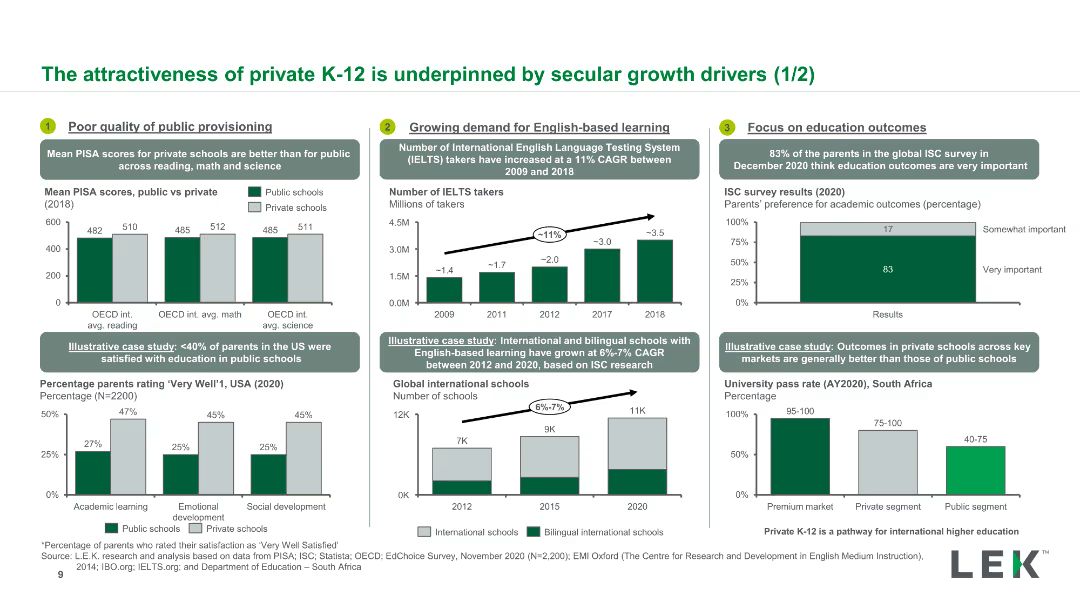 The attractiveness of private K-12 is underpinned by secular growth drivers (1/2)
1 Poor quality of public provisioning
Mean PISA scores for private schools are better than for public
across reading, math and science
Mean PISA scores, public vs private
(2018)
Public schools
Private schools
600
400
200
0
482
510
485
512
485
511
OECD int.
avg. reading
OECD int. avg. math
OECD int.
avg. science
Illustrative case study: <40% of parents in the US were
satisfied with education in public schools
Percentage parents rating ‘Very Well’1, USA (2020)
Percentage (N=2200)
50%
25%
0%
27%
47%
25%
45%
25%
45%
Academic learning
Emotional
development
Social development
Public schools
Private schools
2 Growing demand for English-based learning
Number of International English Language Testing System
(IELTS) takers have increased at a 11% CAGR between
2009 and 2018
Number of IELTS takers
Millions of takers
4.5M
3.0M
1.5M
0.0M
~11%
~1.4
~1.7
~2.0
~3.0
~3.5
2009
2011
2012
2017
2018
Illustrative case study: International and bilingual schools with
English-based learning have grown at 6%-7% CAGR
between 2012 and 2020, based on ISC research
Global international schools
Number of schools
12K
0K
6%-7%
7K
9K
11K
2012
2015
2020
International schools
Bilingual international schools
3 Focus on education outcomes
83% of the parents in the global ISC survey in
December 2020 think education outcomes are very important
ISC survey results (2020)
Parents’ preference for academic outcomes (percentage)
100%
75%
50%
25%
0%
17
83
Somewhat important
Very important
Results
Illustrative case study: Outcomes in private schools across key
markets are generally better than those of public schools
University pass rate (AY2020), South Africa
Percentage
100%
50%
0%
95-100
75-100
40-75
Premium market
Private segment
Public segment
Private K-12 is a pathway for international higher education
*Percentage of parents who rated their satisfaction as ‘Very Well Satisfied’
Source: L.E.K. research and analysis based on data from PISA; ISC; Statista; OECD; EdChoice Survey, November 2020 (N=2,200); EMI Oxford (The Centre for Research and Development in English Medium Instruction),
2014; IBO.org; IELTS.org; and Department of Education – South Africa
9
LEK™